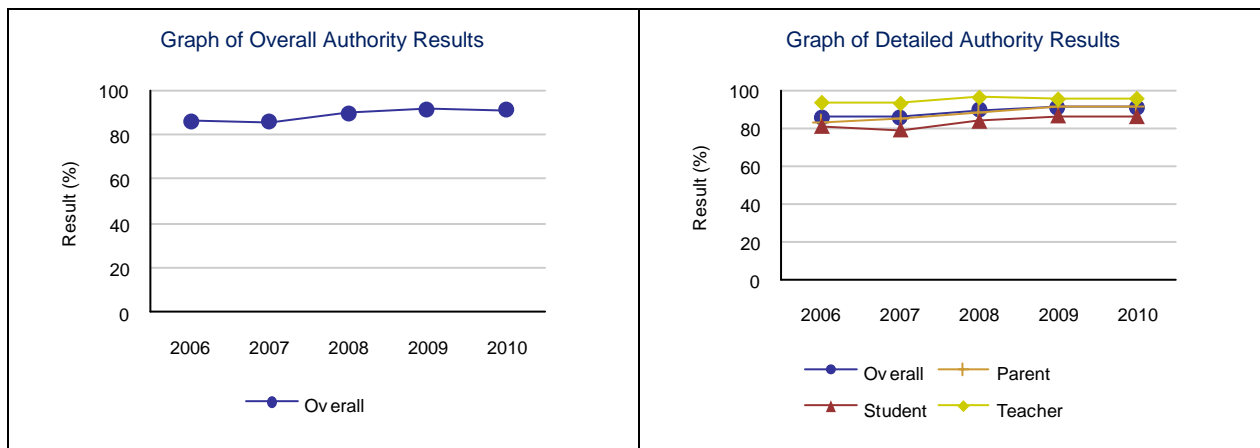 Graph of Overall Authority Results
100
80
60
40
20
0
Result (%)
2006 2007 2008 2009 2010
Ov erall
Graph of Detailed Authority Results
100
80
60
40
20
0
Result (%)
2006 2007 2008 2009 2010
Ov erall Parent
Student Teacher